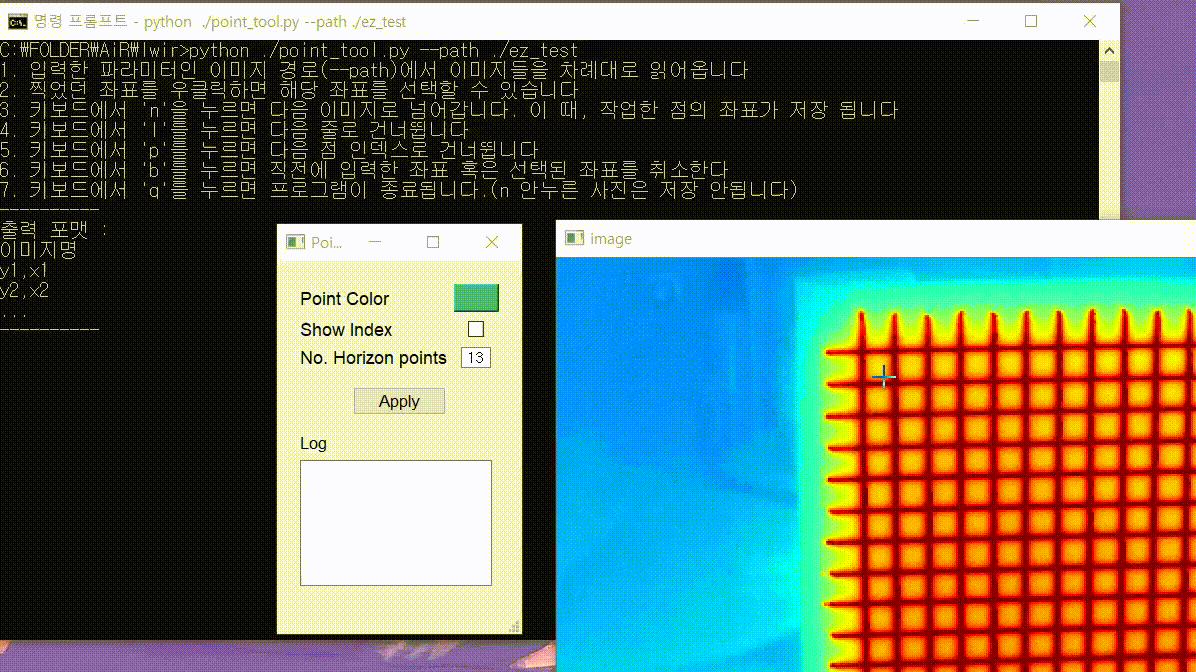 명령 프롬프트 - python ./point_tool.py --path ./ez_test
C:\FOLDER\AiR\lwir>python ./point_tool.py --path ./ez_test
1. 입력한 파라미터인 이미지 경로(--path)에서 이미지들을 차례대로 읽어옵니다
2. 찍었던 좌표를 우클릭하면 해당 좌표를 선택할 수 있습니다
3. 키보드에서 'n'을 누르면 다음 이미지로 넘어갑니다. 이 때, 작업한 점의 좌표가 저장 됩니다
4. 키보드에서 'l'를 누르면 다음 줄로 건너뜁니다
5. 키보드에서 'p'를 누르면 다음 점 인덱스로 건너뜁니다
6. 키보드에서 'b'를 누르면 직전에 입력한 좌표 혹은 선택된 좌표를 취소한다
7. 키보드에서 'q'를 누르면 프로그램이 종료됩니다.(n 안누른 사진은 저장 안됩니다)
----------
출력 포맷 :
이미지명
y1,x1
y2,x2
...
----------
Poi...
Point Color
Show Index
No. Horizon points 13
Apply
Log
image